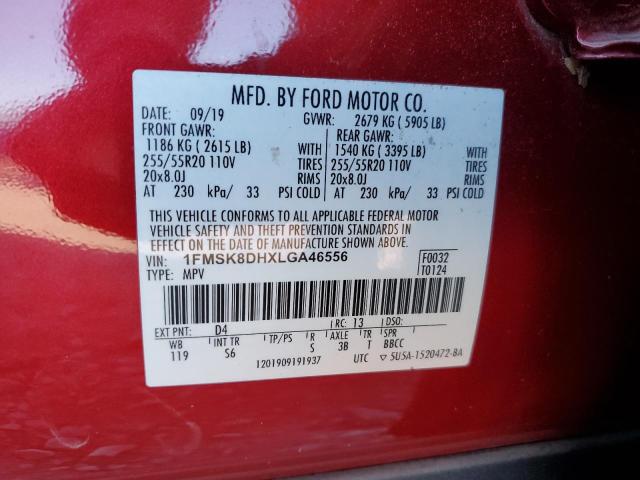 MFD. BY FORD MOTOR CO.
DATE: 09/19 GVWR: 2679 KG ( 5905 LB)
FRONT GAWR: REAR GAWR:
1186 KG ( 2615 LB) 1540 KG ( 3395 LB) WITH
255/55R20 110V TIRES 255/55R20 110V TIRES
20x8.0J RIMS 20x8.0J RIMS
AT 230 kPa/ 33 PSI COLD AT 230 kPa/ 33 PSI COLD
THIS VEHICLE CONFORMS TO ALL APPLICABLE FEDERAL MOTOR
VEHICLE SAFETY AND THEFT PREVENTION STANDARDS
IN EFFECT ON THE DATE OF MANUFACTURE SHOWN ABOVE.
VIN: 1FMSK8DHXLGA46556 F0032
TYPE: MPV T0124
EXT PNT: D4 RC: 13 DSO:
WB INT TR TP/PS R AXLE TR SPR
119 S6 S 3B T BBCC
1201909191937 UTC ▽ 5U5A-1520472-BA